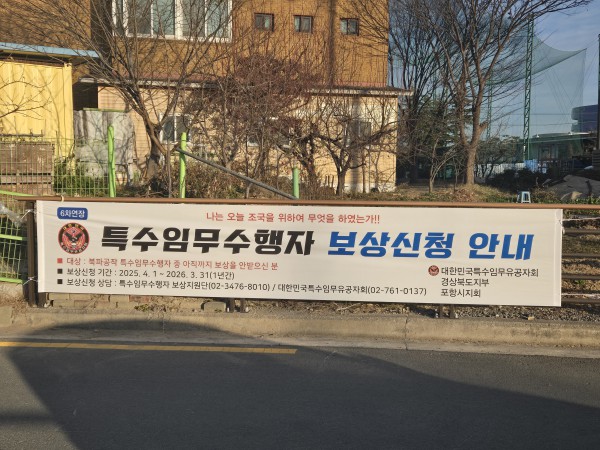 6차연장
나는 오늘 조국을 위하여 무엇을 하였는가!!
특수임무수행자 보상신청 안내
■ 대상 : 북파공작 특수임무수행자 중 아직까지 보상을 안받으신 분
■ 보상신청 기간 : 2025. 4. 1 ~ 2026. 3. 31(1년간)
■ 보상신청 상담 : 특수임무수행자 보상지원단(02-3476-8010) / 대한민국특수임무유공자회(02-761-0137)
대한민국특수임무유공자회
경상북도지부
포항시지회